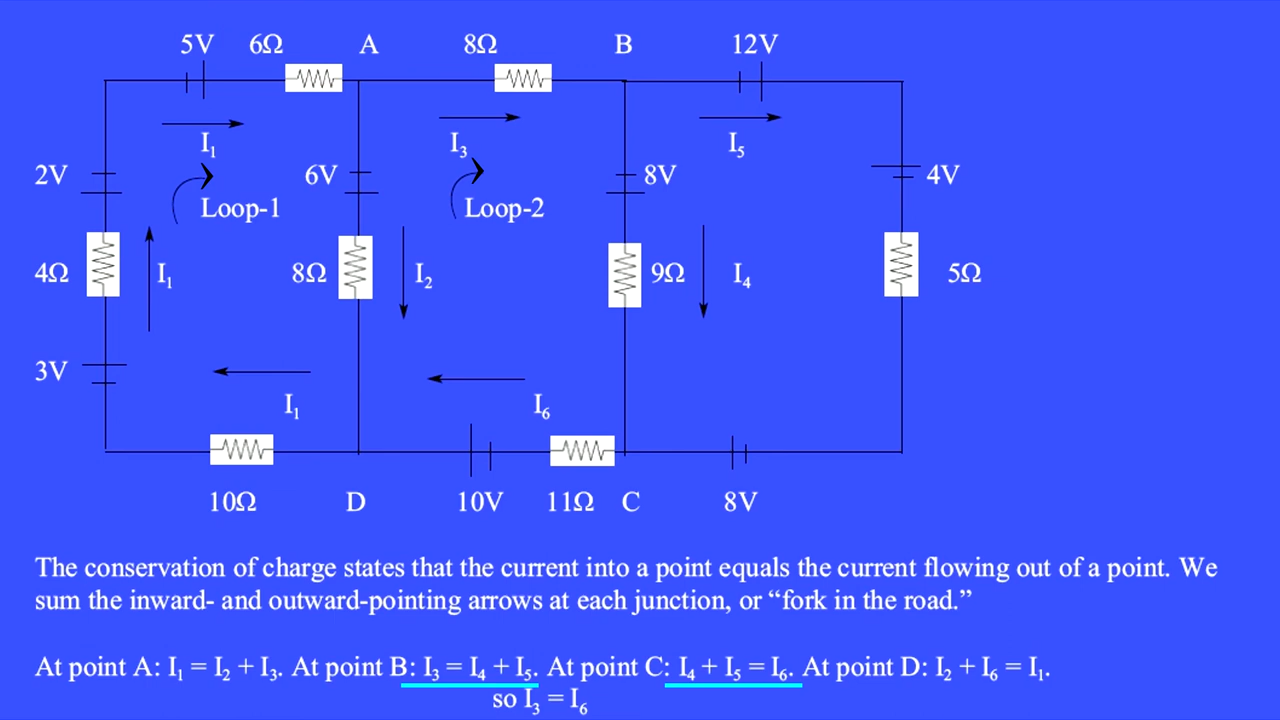 5V 6Ω A 8Ω B 12V
I₁ I₃ I₅
2V 6V 8V 4V
Loop-1 Loop-2
4Ω I₁ 8Ω I₂ 9Ω I₄ 5Ω
3V
I₁ I₆
10Ω D 10V 11Ω C 8V
The conservation of charge states that the current into a point equals the current flowing out of a point. We
sum the inward- and outward-pointing arrows at each junction, or “fork in the road.”
At point A: I₁ = I₂ + I₃. At point B: I₃ = I₄ + I₅. At point C: I₄ + I₅ = I₆. At point D: I₂ + I₆ = I₁.
so I₃ = I₆